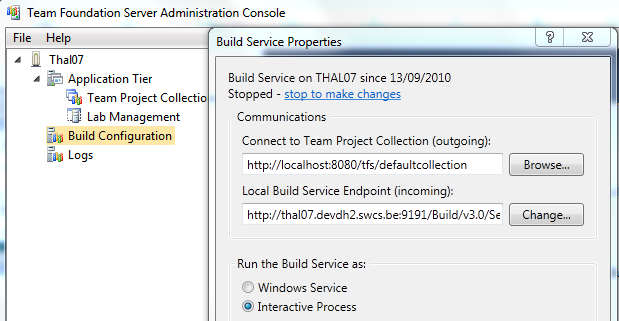 Team Foundation Server Administration Console
File Help
Thal07
Application Tier
Team Project Collectio
Lab Management
Build Configuration
Logs
Build Service Properties
Build Service on THAL07 since 13/09/2010
Stopped - stop to make changes
Communications
Connect to Team Project Collection (outgoing):
http://localhost:8080/tfs/defaultcollection Browse...
Local Build Service Endpoint (incoming):
http://thal07.devdh2.swcs.be:9191/Build/v3.0/Se Change...
Run the Build Service as:
Windows Service
Interactive Process